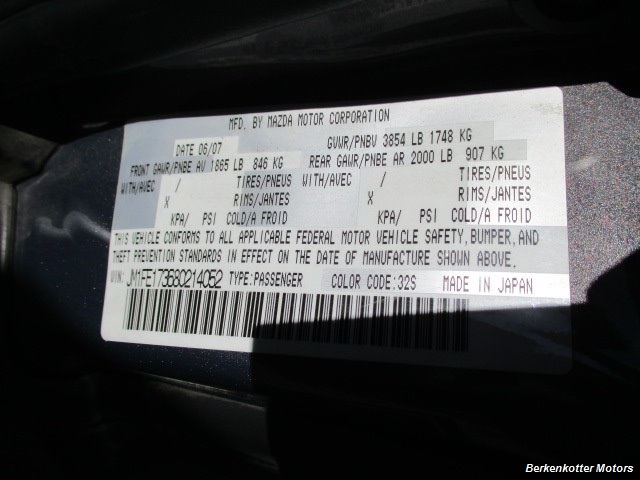 MFD. BY MAZDA MOTOR CORPORATION
DATE 06/07 GVWR/PNBV 3854 LB 1748 KG
FRONT GAWR/PNBE AV 1865 LB 846 KG REAR GAWR/PNBE AR 2000 LB 907 KG
WITH/AVEC / TIRES/PNEUS WITH/AVEC / TIRES/PNEUS
X RIMS/JANTES X RIMS/JANTES
KPA/ PSI COLD/A FROID KPA/ PSI COLD/A FROID
THIS VEHICLE CONFORMS TO ALL APPLICABLE FEDERAL MOTOR VEHICLE SAFETY, BUMPER, AND
THEFT PREVENTION STANDARDS IN EFFECT ON THE DATE OF MANUFACTURE SHOWN ABOVE.
VIN: JM1FE173680214052 TYPE:PASSENGER COLOR CODE:32S MADE IN JAPAN
Berkenkotter Motors